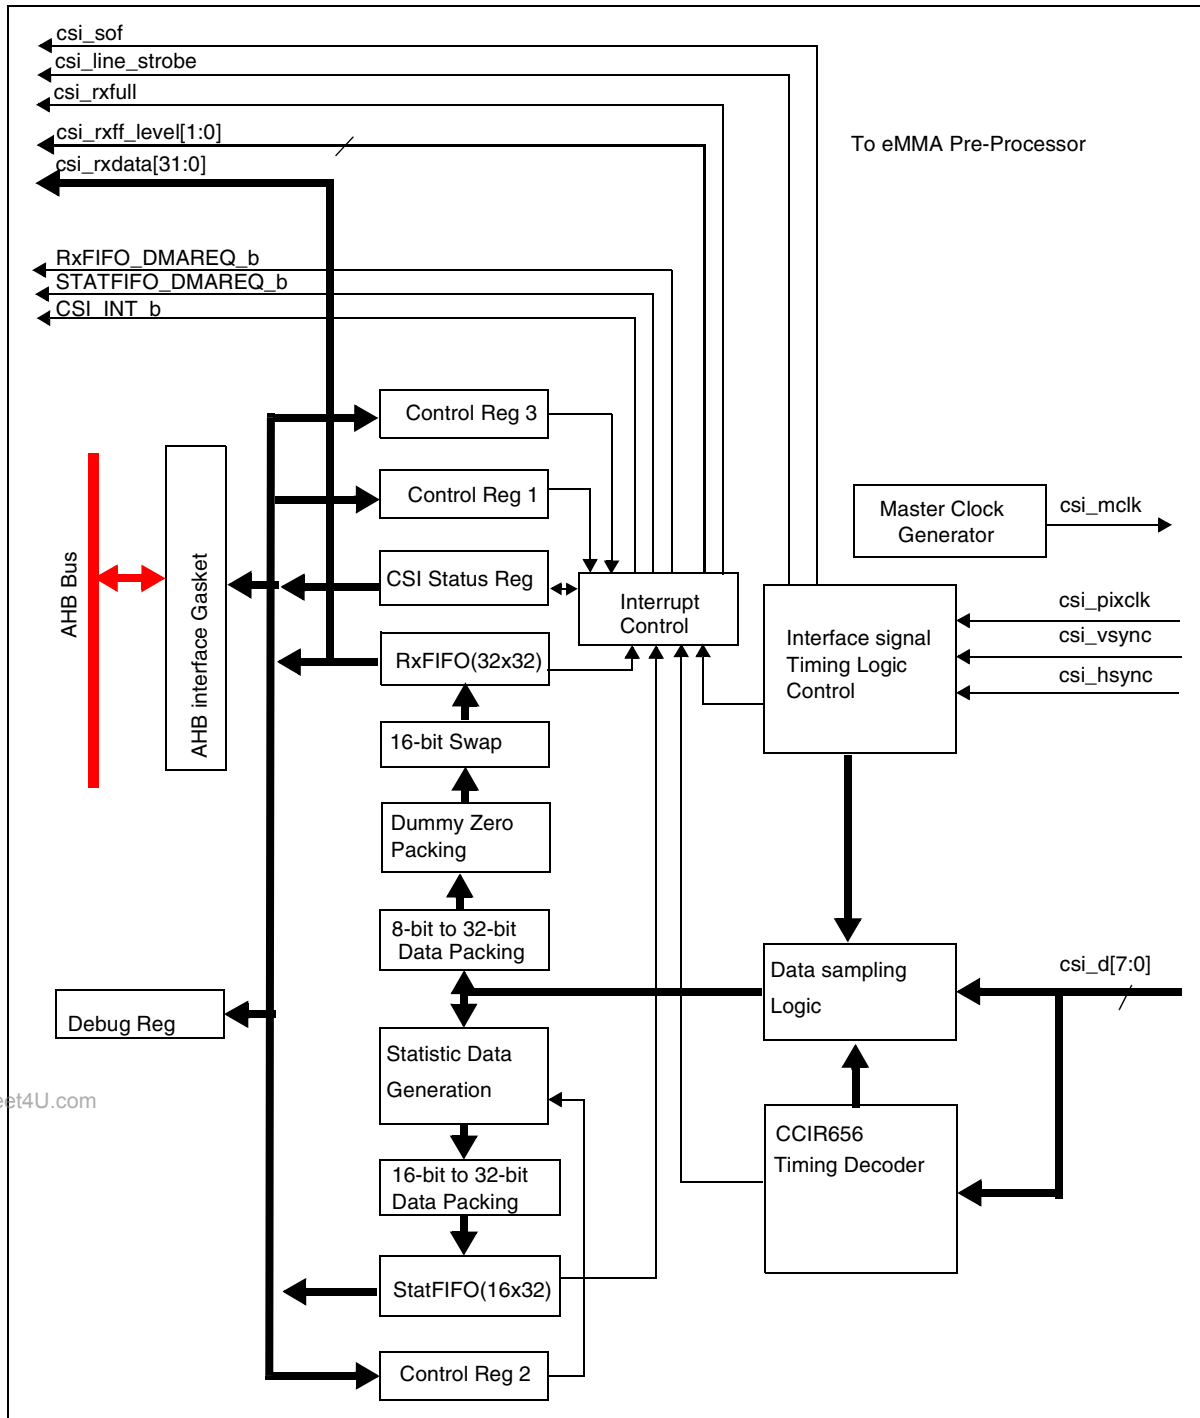 csi_sof
csi_line_strobe
csi_rxfull
csi_rxff_level[1:0]
To eMMA Pre-Processor
csi_rxdata[31:0]
RxFIFO_DMAREQ_b
STATFIFO_DMAREQ_b
CSI_INT_b
Control Reg 3
Control Reg 1
Master Clock
Generator
csi_mclk
AHB Bus
AHB interface Gasket
CSI Status Reg
Interrupt
Control
Interface signal
Timing Logic
Control
csi_pixclk
csi_vsync
csi_hsync
RxFIFO(32x32)
16-bit Swap
Dummy Zero
Packing
8-bit to 32-bit
Data Packing
Data sampling
Logic
csi_d[7:0]
Debug Reg
Statistic Data
Generation
eet4U.com
CCIR656
Timing Decoder
16-bit to 32-bit
Data Packing
StatFIFO(16x32)
Control Reg 2